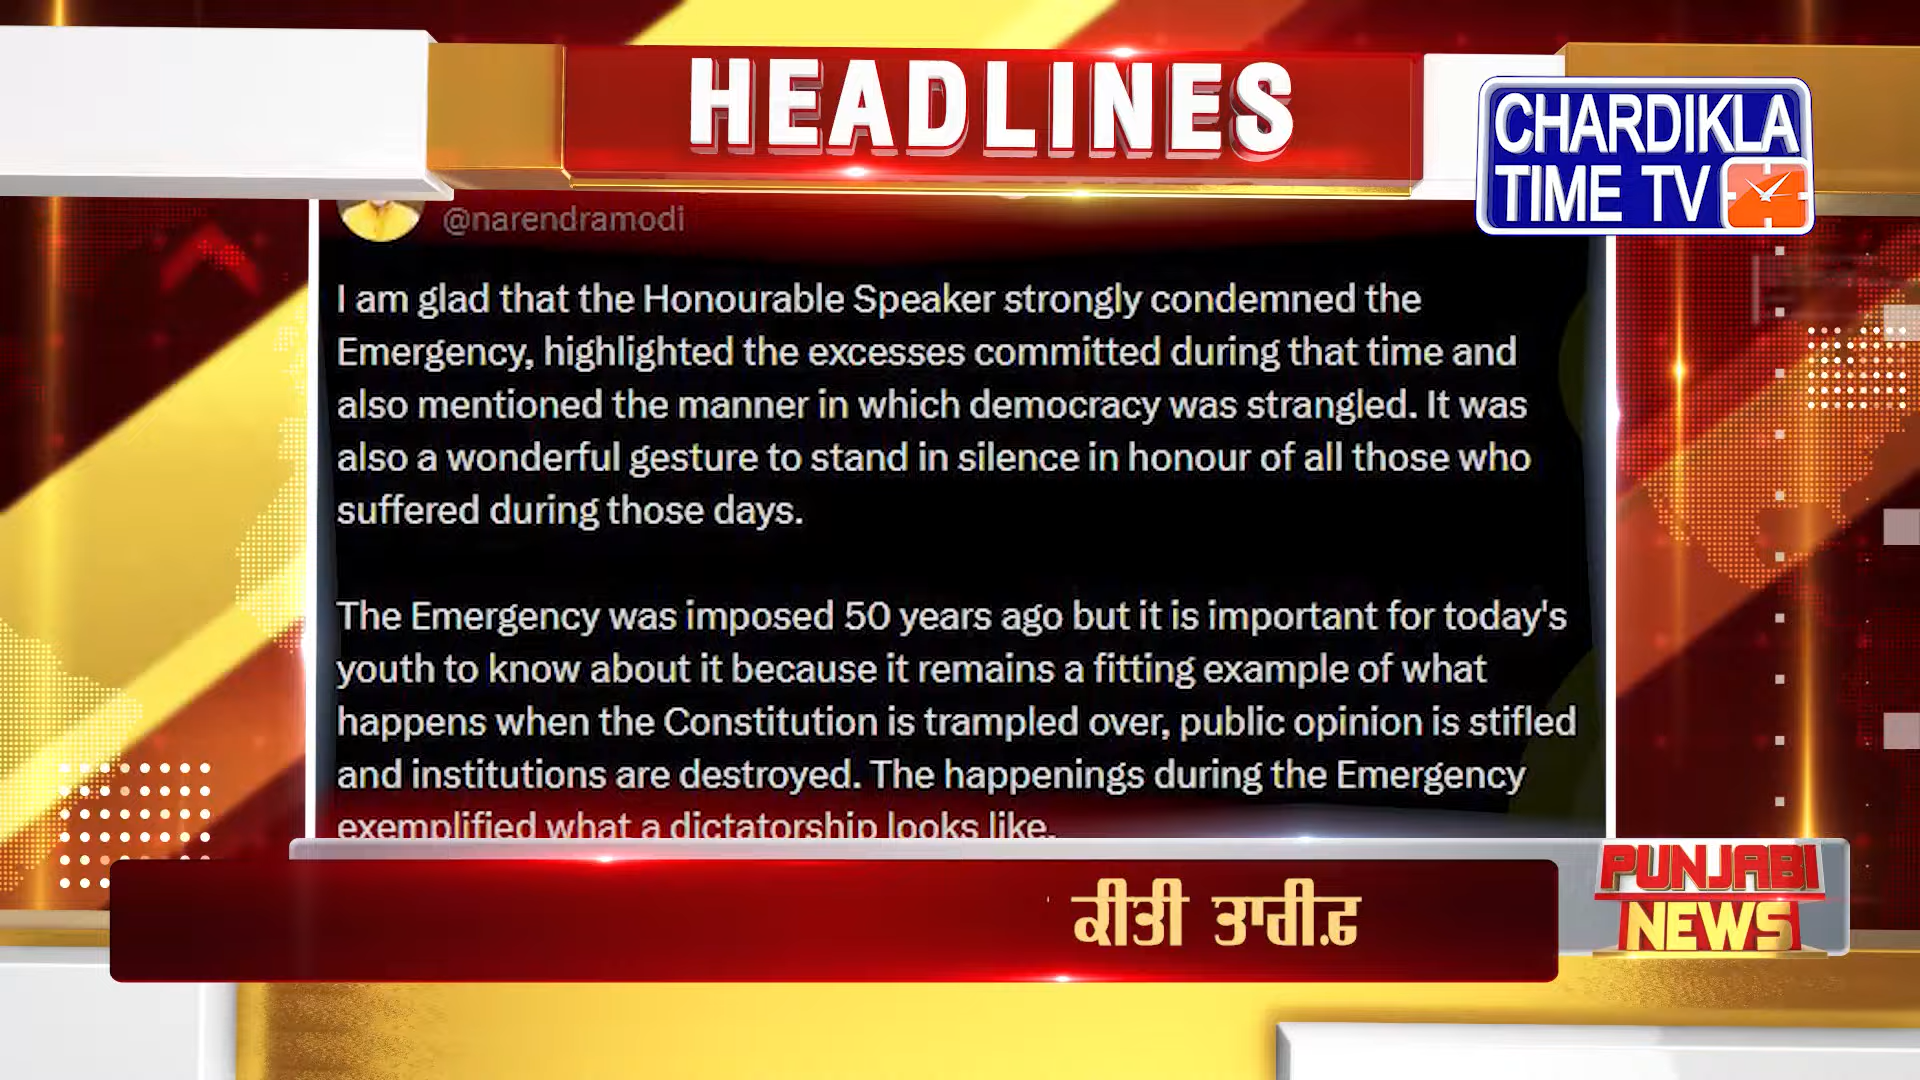 HEADLINES
CHARDIKLA
TIME TV
@narendramodi
I am glad that the Honourable Speaker strongly condemned the
Emergency, highlighted the excesses committed during that time and
also mentioned the manner in which democracy was strangled. It was
also a wonderful gesture to stand in silence in honour of all those who
suffered during those days.
The Emergency was imposed 50 years ago but it is important for today's
youth to know about it because it remains a fitting example of what
happens when the Constitution is trampled over, public opinion is stifled
and institutions are destroyed. The happenings during the Emergency
exemplified what a dictatorship looks like.
ਕੀਤੀ ਤਾਰੀਫ਼
PUNJABI
NEWS